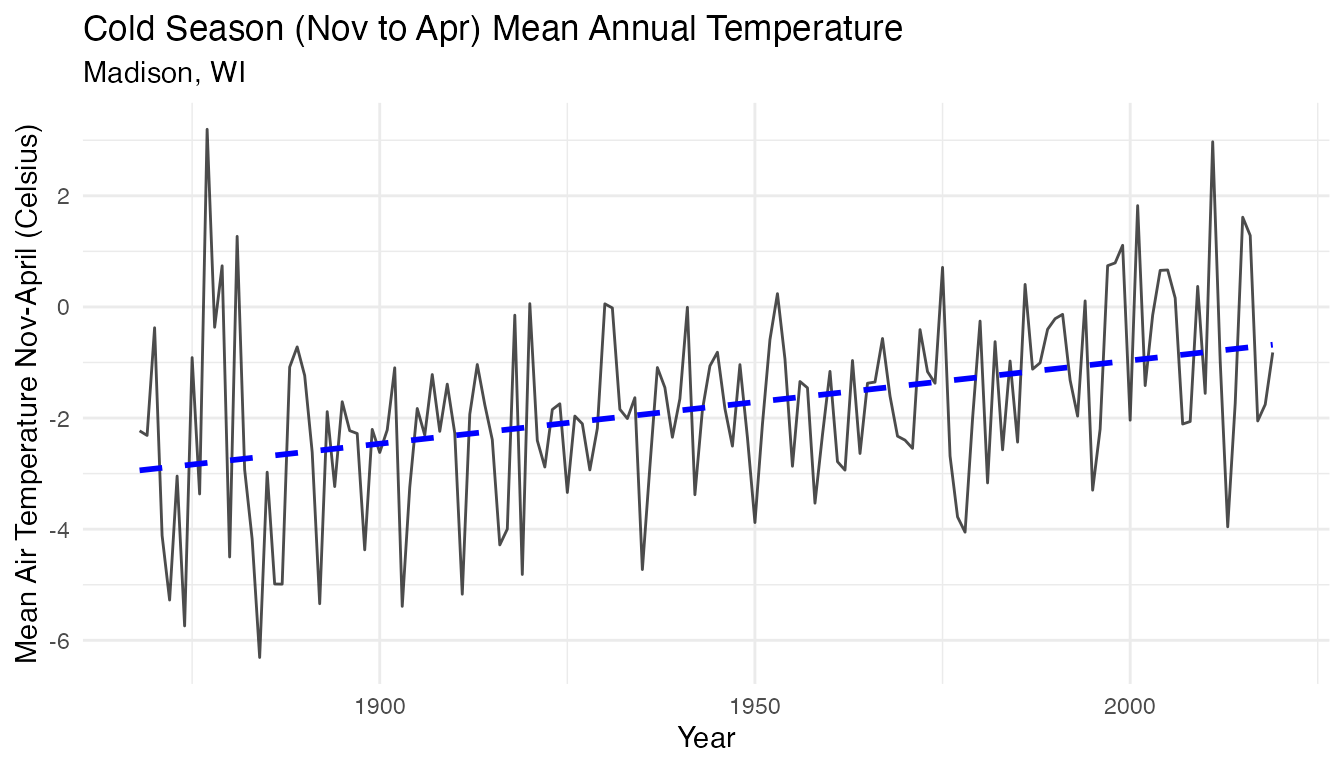 Cold Season (Nov to Apr) Mean Annual Temperature
Madison, WI
Mean Air Temperature Nov-April (Celsius)
2
0
-2
-4
-6
1900
1950
2000
Year